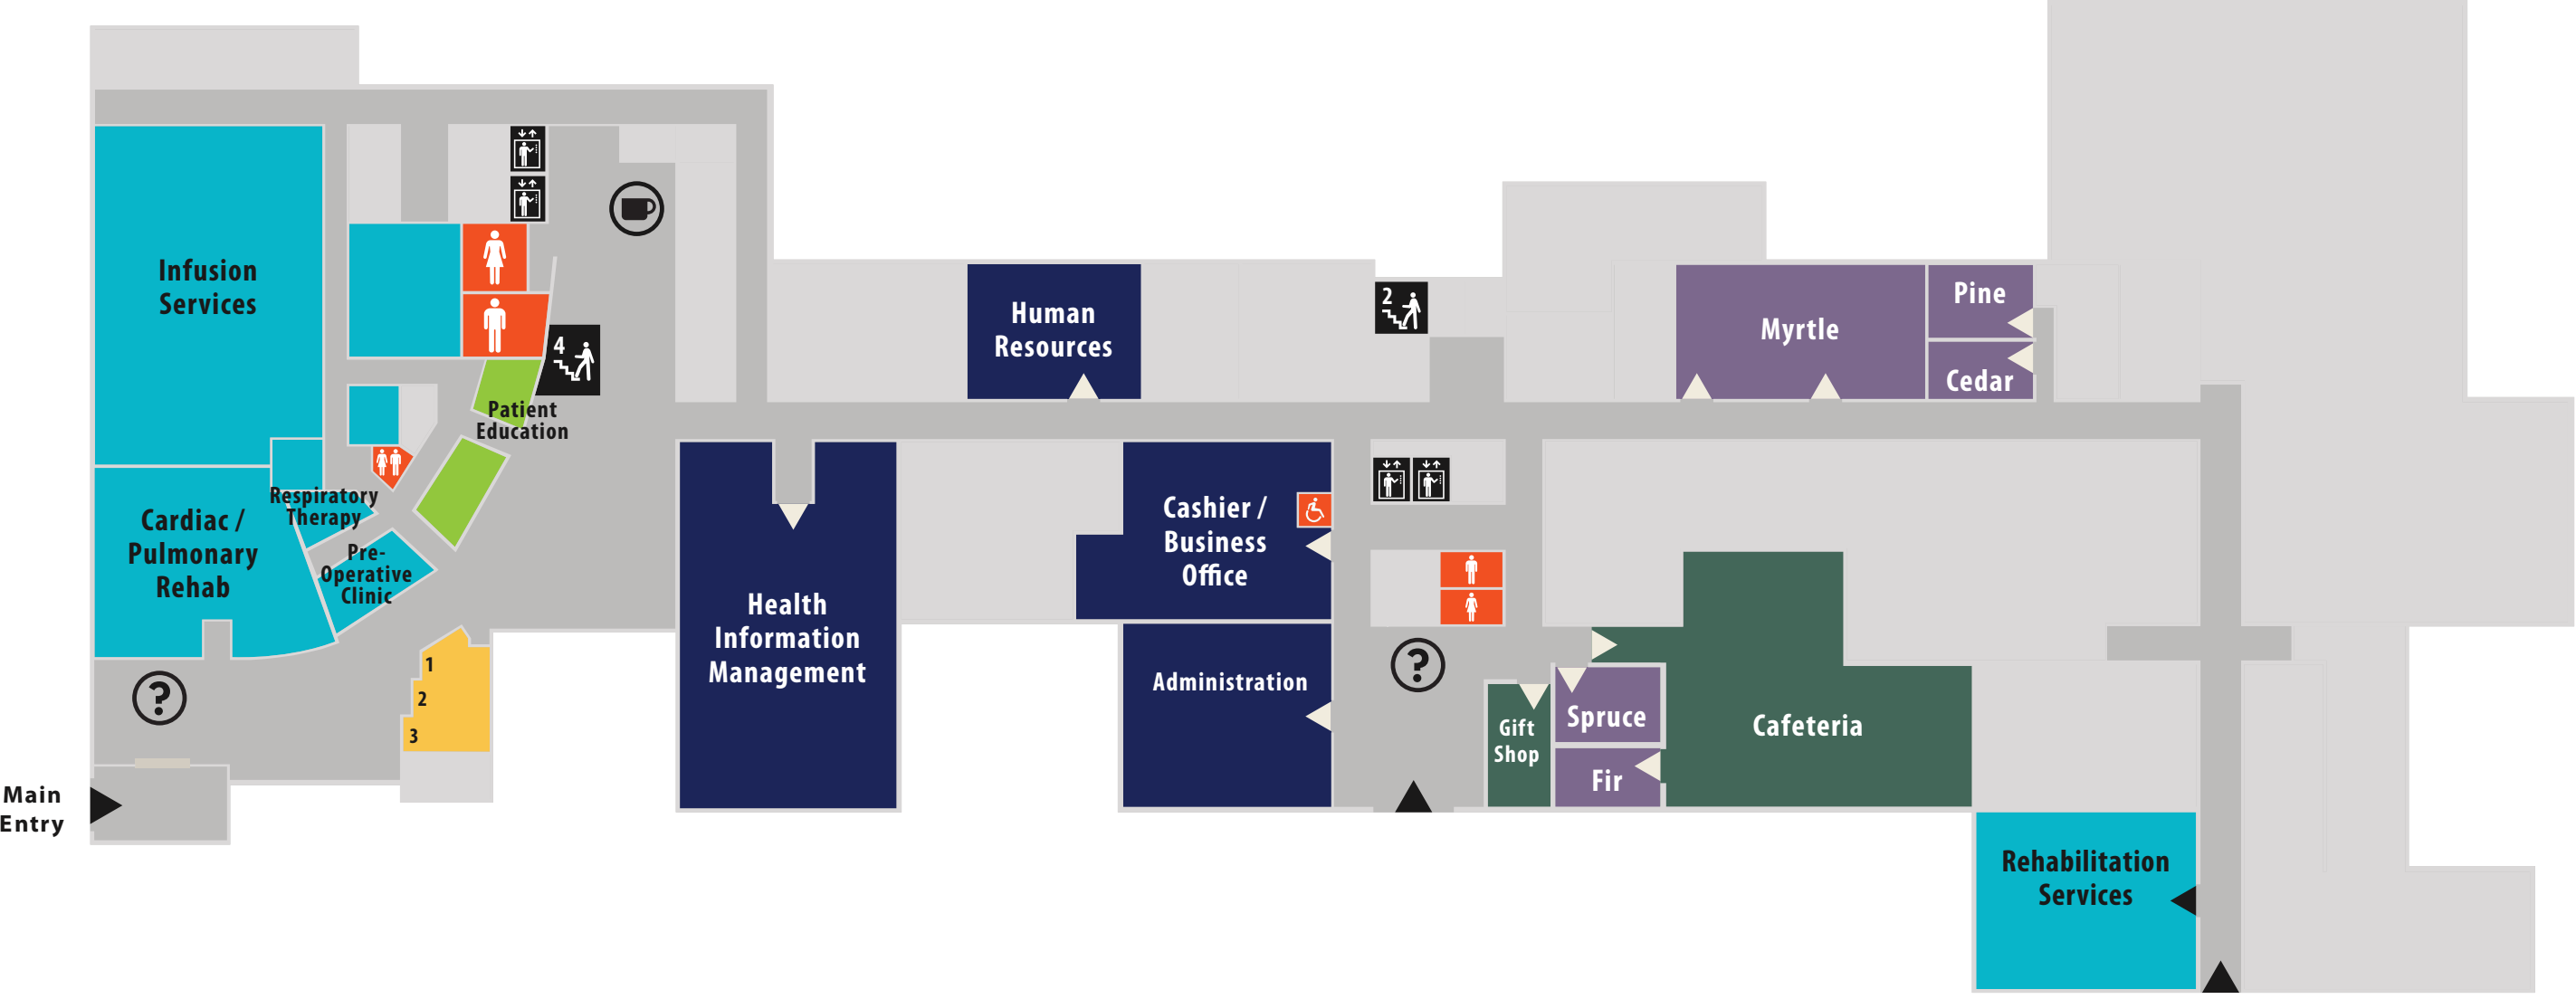 Infusion
Services
4
Patient
Education
Respiratory
Therapy
Cardiac /
Pulmonary
Rehab
Pre-
Operative
Clinic
?
1
2
3
Main
Entry
Human
Resources
2
Myrtle
Pine
Cedar
Health
Information
Management
Cashier /
Business
Office
Administration
?
Gift
Shop
Spruce
Fir
Cafeteria
Rehabilitation
Services